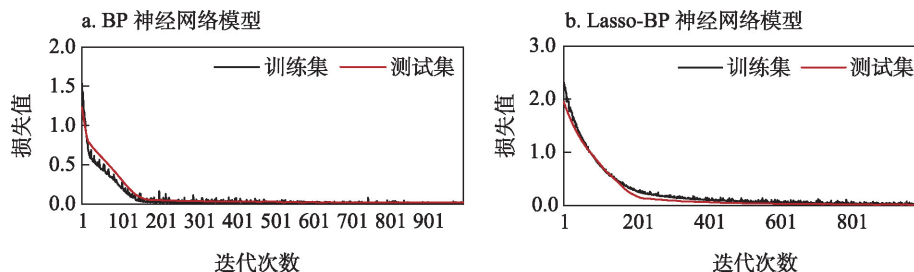 a. BP 神经网络模型
2.0
1.5
1.0
0.5
0.0
损失值
训练集 测试集
1 101 201 301 401 501 601 701 801 901
迭代次数
b. Lasso-BP 神经网络模型
3.0
2.0
1.0
0.0
损失值
训练集 测试集
1 201 401 601 801
迭代次数